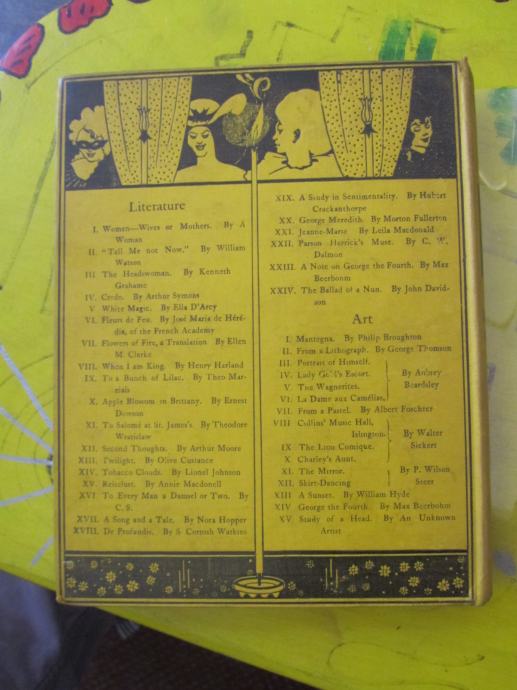 Literature
I. Women—Wives or Mothers. By A
Woman
II. "Tell Me not Now," By William
Watson
III. The Headswoman. By Kenneth
Grahame
IV. Credo. By Arthur Symons
V. White Magic. By Ella D'Arcy
VI. Fleurs de Feu. By José Maria de Héré-
dia, of the French Academy
VII. Flowers of Fire, a Translation By Ellen
M. Clerke
VIII. When I am King. By Henry Harland
IX. To a Bunch of Lilac. By Theo Mar-
zials
X. Apple Blossom in Brittany. By Ernest
Dowson
XI. To Salomé at St. James's. By Theodore
Wratislaw
XII. Second Thoughts. By Arthur Moore
XIII. Twilight. By Olive Custance
XIV. Tobacco Clouds. By Lionel Johnson
XV. Reiselust. By Annie Macdonell
XVI. To Every Man a Damsel or Two. By
C. S.
XVII. A Song and a Tale. By Nora Hopper
XVIII. De Profundis. By S. Cornish Watkins
XIX. A Study in Sentimentality. By Hubert
Crackanthorpe
XX. George Meredith. By Morton Fullerton
XXI. Jeanne-Marie By Leila Macdonald
XXII. Parson Herrick's Muse. By C. W.
Dalmon
XXIII. A Note on George the Fourth. By Max
Beerbohm
XXIV. The Ballad of a Nun. By John David-
son
Art
I. Mantegna. By Philip Broughton
II. From a Lithograph. By George Thomson
III. Portrait of Himself.
IV. Lady Escort. By Aubrey
V. The Wagnerites. Beardsley
VI. La Dame aux Camélias,
VII. From a Pastel. By Albert Foschter
VIII Collins' Music Hall,
Islington. By Walter
IX The Lion Comique. Sickert
X. Charley's Aunt.
XI. The Mirror. By P. Wilson
XII. Skirt-Dancing Steer
XIII A Sunset. By William Hyde
XIV George the Fourth. By Max Beerbohm
XV Study of a Head. By An Unknown
Artist